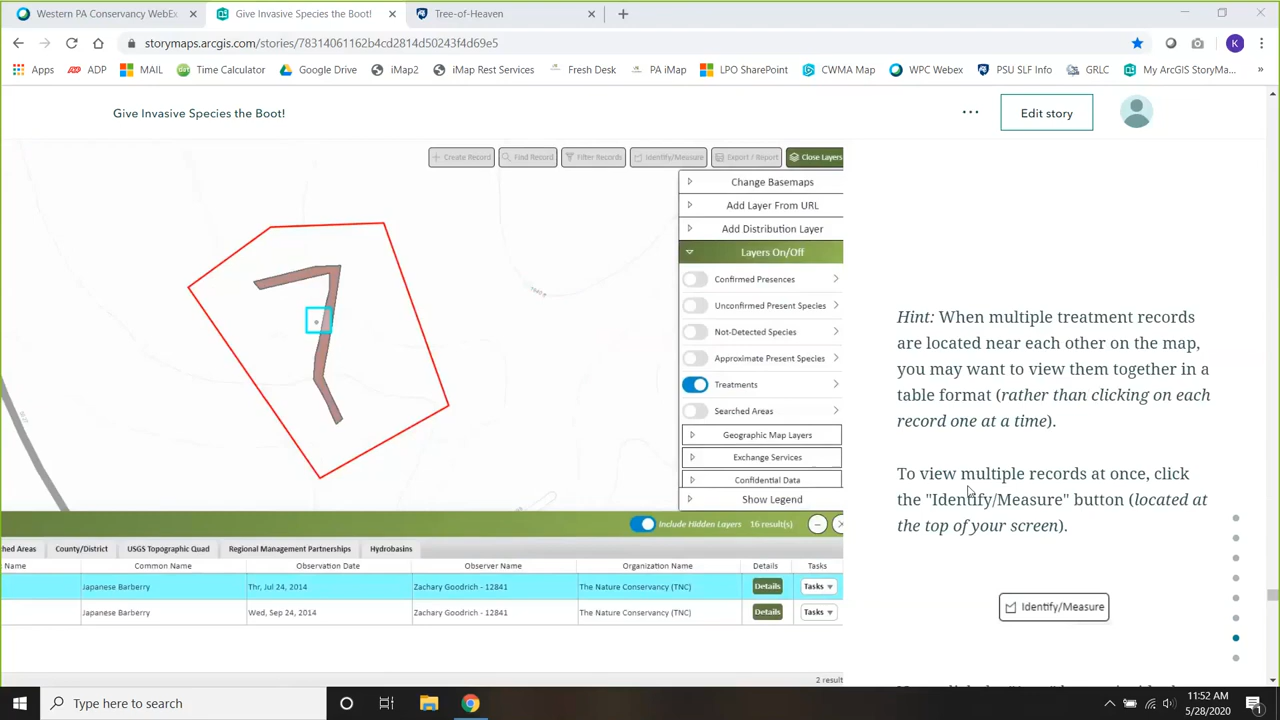 Western PA Conservancy WebEx
Give Invasive Species the Boot!
Tree-of-Heaven
storymaps.arcgis.com/stories/78314061162b4cd2814d50243f4d69e5
K
Apps
ADP
MAIL
Time Calculator
Google Drive
iMap2
iMap Rest Services
Fresh Desk
PA iMap
LPO SharePoint
CWMA Map
WPC Webex
PSU SLF Info
GRLC
My ArcGIS StoryMa...
Give Invasive Species the Boot!
Edit story
Create Record
Find Record
Filter Records
Identify/Measure
Export / Report
Close Layers
Change Basemaps
Add Layer From URL
Add Distribution Layer
Layers On/Off
Confirmed Presences
Unconfirmed Present Species
Not-Detected Species
Approximate Present Species
Treatments
Searched Areas
Geographic Map Layers
Exchange Services
Confidential Data
Show Legend
Hint: When multiple treatment records
are located near each other on the map,
you may want to view them together in a
table format (rather than clicking on each
record one at a time).
To view multiple records at once, click
the "Identify/Measure" button (located at
the top of your screen).
Identify/Measure
Include Hidden Layers 16 result(s)
hed Areas County/District USGS Topographic Quad Regional Management Partnerships Hydrobasins
Name Common Name Observation Date Observer Name Organization Name Details Tasks
Japanese Barberry Thr, Jul 24, 2014 Zachary Goodrich - 12841 The Nature Conservancy (TNC) Details Tasks
Japanese Barberry Wed, Sep 24, 2014 Zachary Goodrich - 12841 The Nature Conservancy (TNC) Details Tasks
2 result
Type here to search
11:52 AM
5/28/2020
1